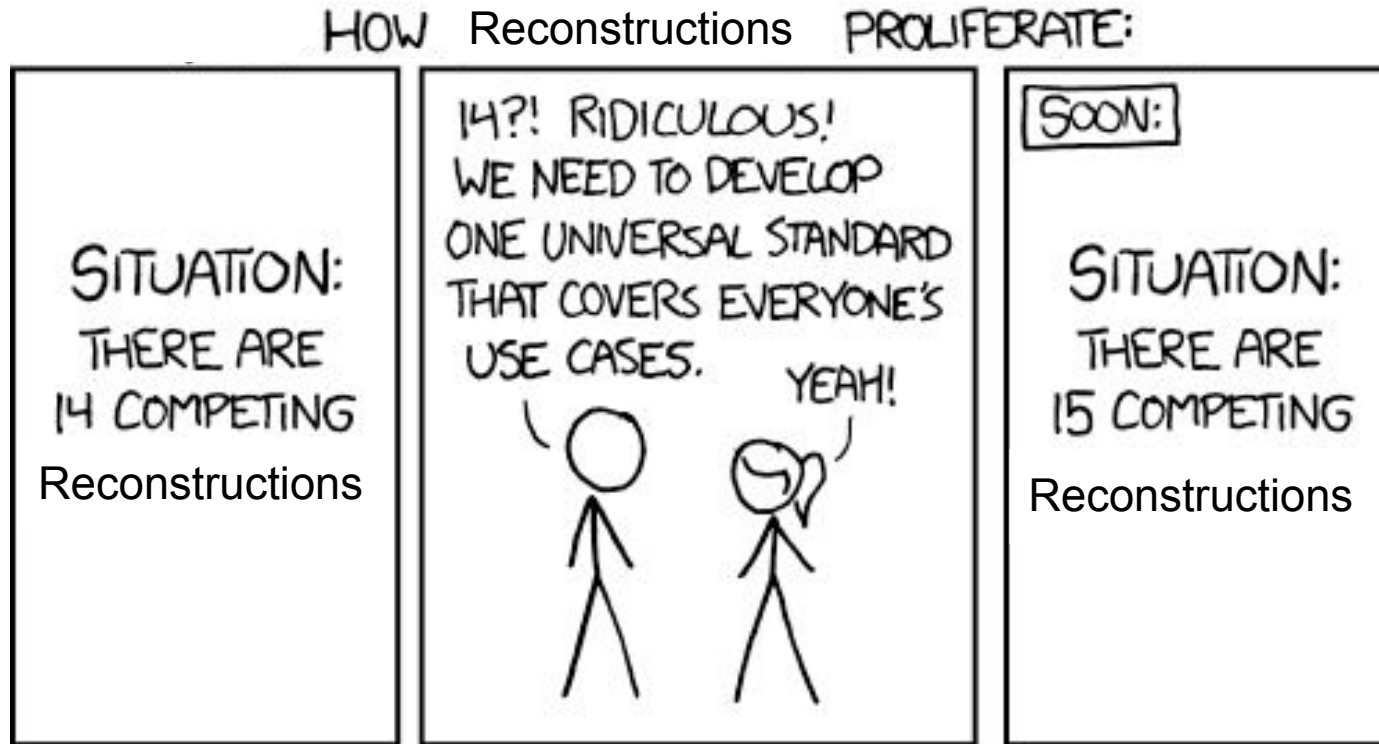 HOW Reconstructions PROLIFERATE:
SITUATION:
THERE ARE
14 COMPETING
Reconstructions
14?! RIDICULOUS!
WE NEED TO DEVELOP
ONE UNIVERSAL STANDARD
THAT COVERS EVERYONE'S
USE CASES.
YEAH!
SOON:
SITUATION:
THERE ARE
15 COMPETING
Reconstructions